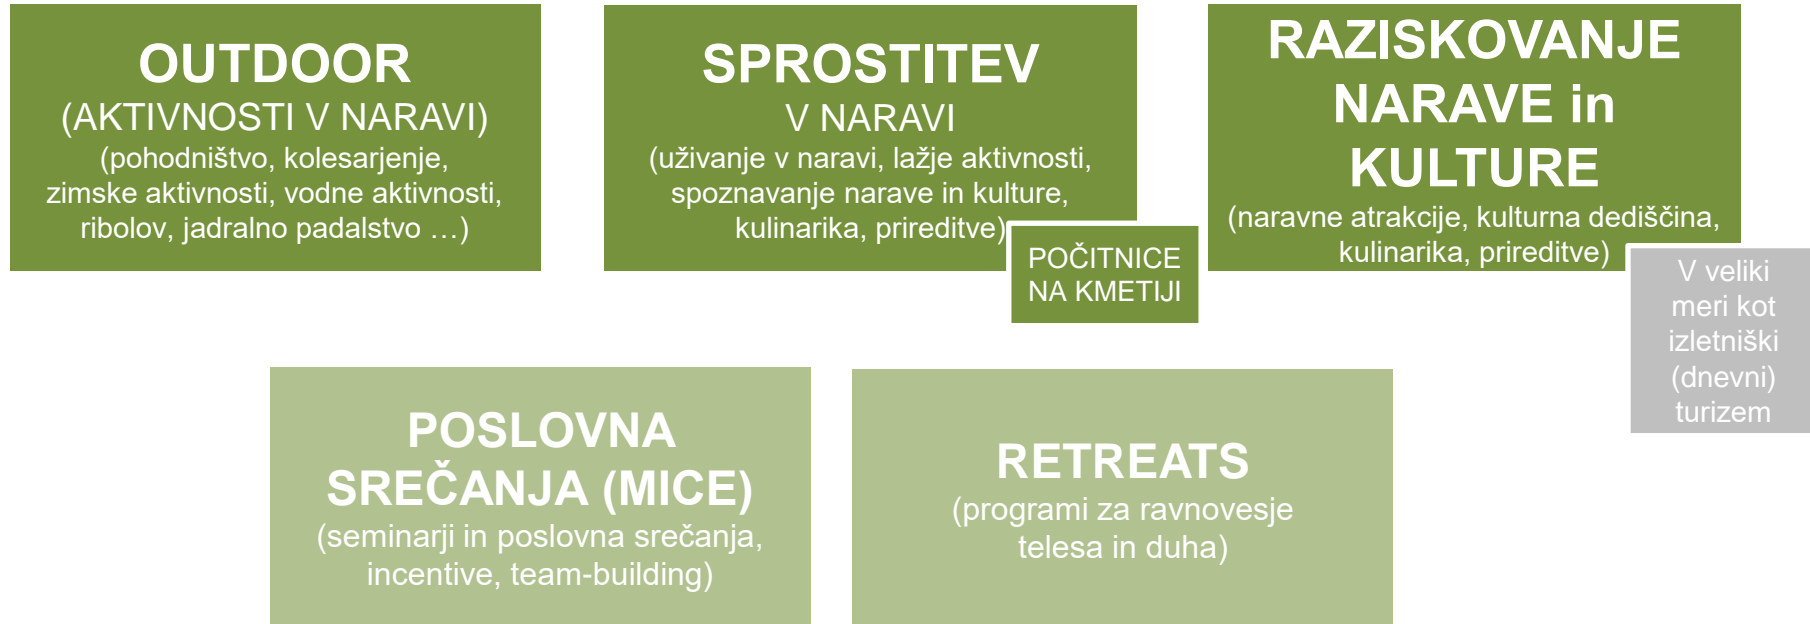 OUTDOOR
(AKTIVNOSTI V NARAVI)
(pohodništvo, kolesarjenje,
zimske aktivnosti, vodne aktivnosti,
ribolov, jadralno padalstvo …)
SPROSTITEV
V NARAVI
(uživanje v naravi, lažje aktivnosti,
spoznavanje narave in kulture,
kulinarika, prireditve)
POČITNICE
NA KMETIJI
RAZISKOVANJE
NARAVE in
KULTURE
(naravne atrakcije, kulturna dediščina,
kulinarika, prireditve)
V veliki
meri kot
izletniški
(dnevni)
turizem
POSLOVNA
SREČANJA (MICE)
(seminarji in poslovna srečanja,
incentive, team-building)
RETREATS
(programi za ravnovesje
telesa in duha)